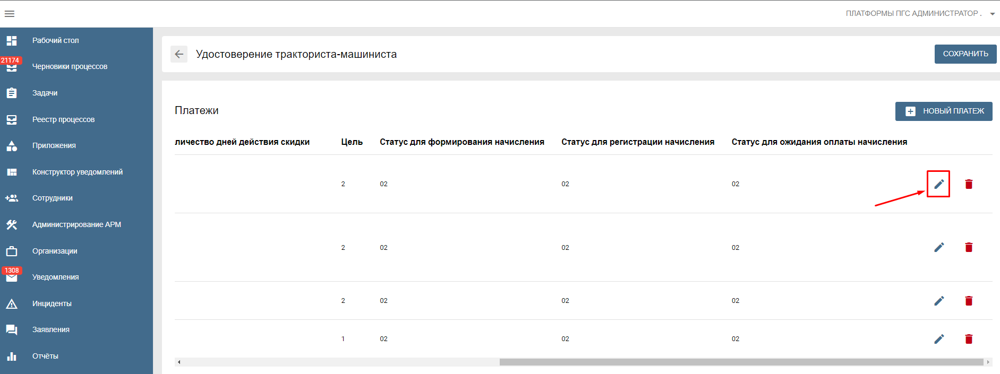 ПЛАТФОРМЫ ПГС АДМИНИСТРАТОР .
Рабочий стол
21174
Черновики процессов
Задачи
Реестр процессов
Приложения
Конструктор уведомлений
Сотрудники
Администрирование АРМ
Организации
1308
Уведомления
Инциденты
Заявления
Отчёты
Удостоверение тракториста-машиниста
СОХРАНИТЬ
Платежи
НОВЫЙ ПЛАТЕЖ
личество дней действия скидки Цель Статус для формирования начисления Статус для регистрации начисления Статус для ожидания оплаты начисления
2 02 02 02
2 02 02 02
2 02 02 02
1 02 02 02